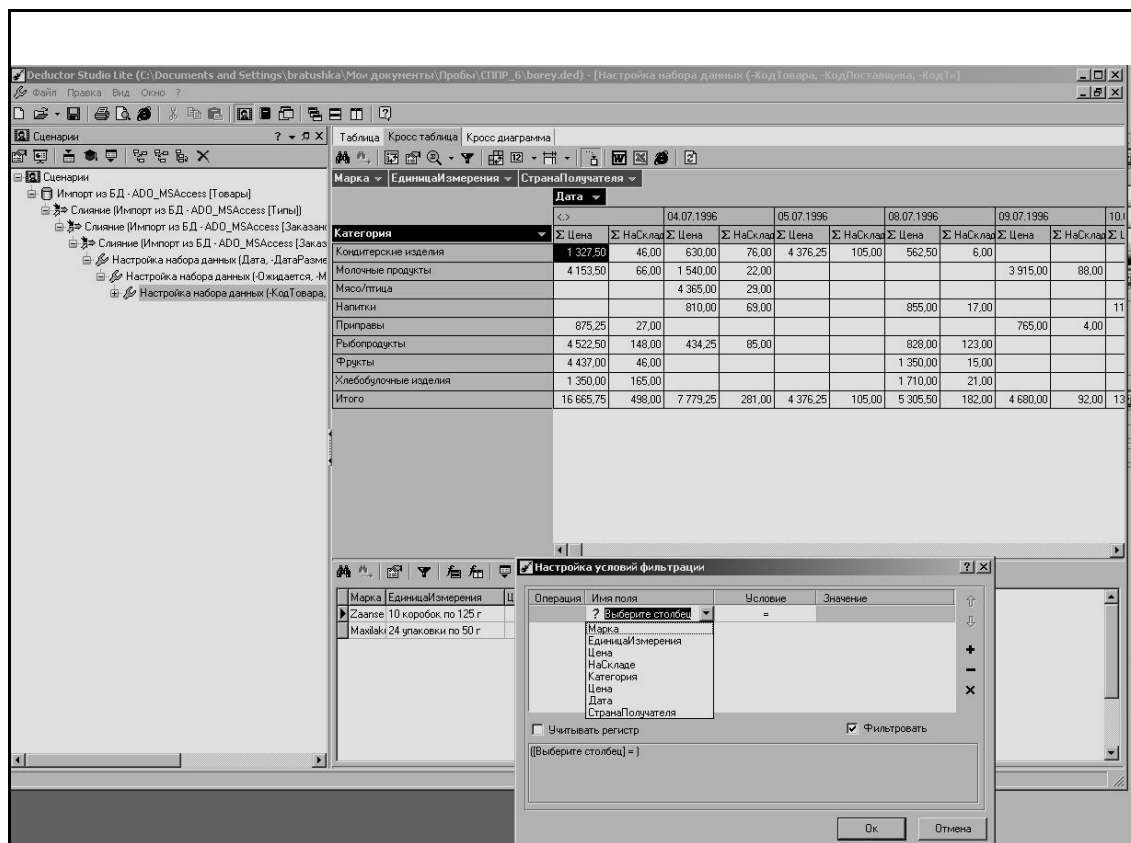 Deductor Studio Lite (C:\Documents and Settings\bratushka\Мои документы\Пробы\СППР_6\borey.ded) - [Настройка набора данных (-КодТовара, -КодПоставщика, -КодТи]
Файл Правка Вид Окно ?
Сценарии ?
Таблица Кросс таблица Кросс диаграмма
Сценарии
Импорт из БД - ADO_MSAccess [Товары]
Слияние (Импорт из БД - ADO_MSAccess [Типы])
Слияние (Импорт из БД - ADO_MSAccess [Заказан
Слияние (Импорт из БД - ADO_MSAccess [Заказ
Настройка набора данных (Дата, -ДатаРазме
Настройка набора данных (-Ожидается, -М
Настройка набора данных (-КодТовара,
Марка ЕдиницаИзмерения СтранаПолучателя
Дата
<.> 04.07.1996 05.07.1996 08.07.1996 09.07.1996 10.
Категория Σ Цена Σ НаСклад Σ Цена Σ НаСклад Σ Цена Σ НаСклад Σ Цена Σ НаСклад Σ Цена Σ НаСклад Σ
Кондитерские изделия 1 327,50 46,00 630,00 76,00 4 376,25 105,00 562,50 6,00
Молочные продукты 4 153,50 66,00 1 540,00 22,00 3 915,00 88,00
Мясо/птица 4 365,00 29,00
Напитки 810,00 69,00 855,00 17,00 11
Приправы 875,25 27,00 765,00 4,00
Рыбопродукты 4 522,50 148,00 434,25 85,00 828,00 123,00
Фрукты 4 437,00 46,00 1 350,00 15,00
Хлебобулочные изделия 1 350,00 165,00 1 710,00 21,00
Итого 16 665,75 498,00 7 779,25 281,00 4 376,25 105,00 5 305,50 182,00 4 680,00 92,00 13
Марка ЕдиницаИзмерения Ц
Zaanse 10 коробок по 125 г
Maxilaku 24 упаковки по 50 г
Настройка условий фильтрации
Операция Имя поля Условие Значение
? Выберите столбец =
Марка
ЕдиницаИзмерения
Цена
НаСкладе
Категория
Цена
Дата
СтранаПолучателя
Учитывать регистр Фильтровать
([Выберите столбец] = )
Ок Отмена